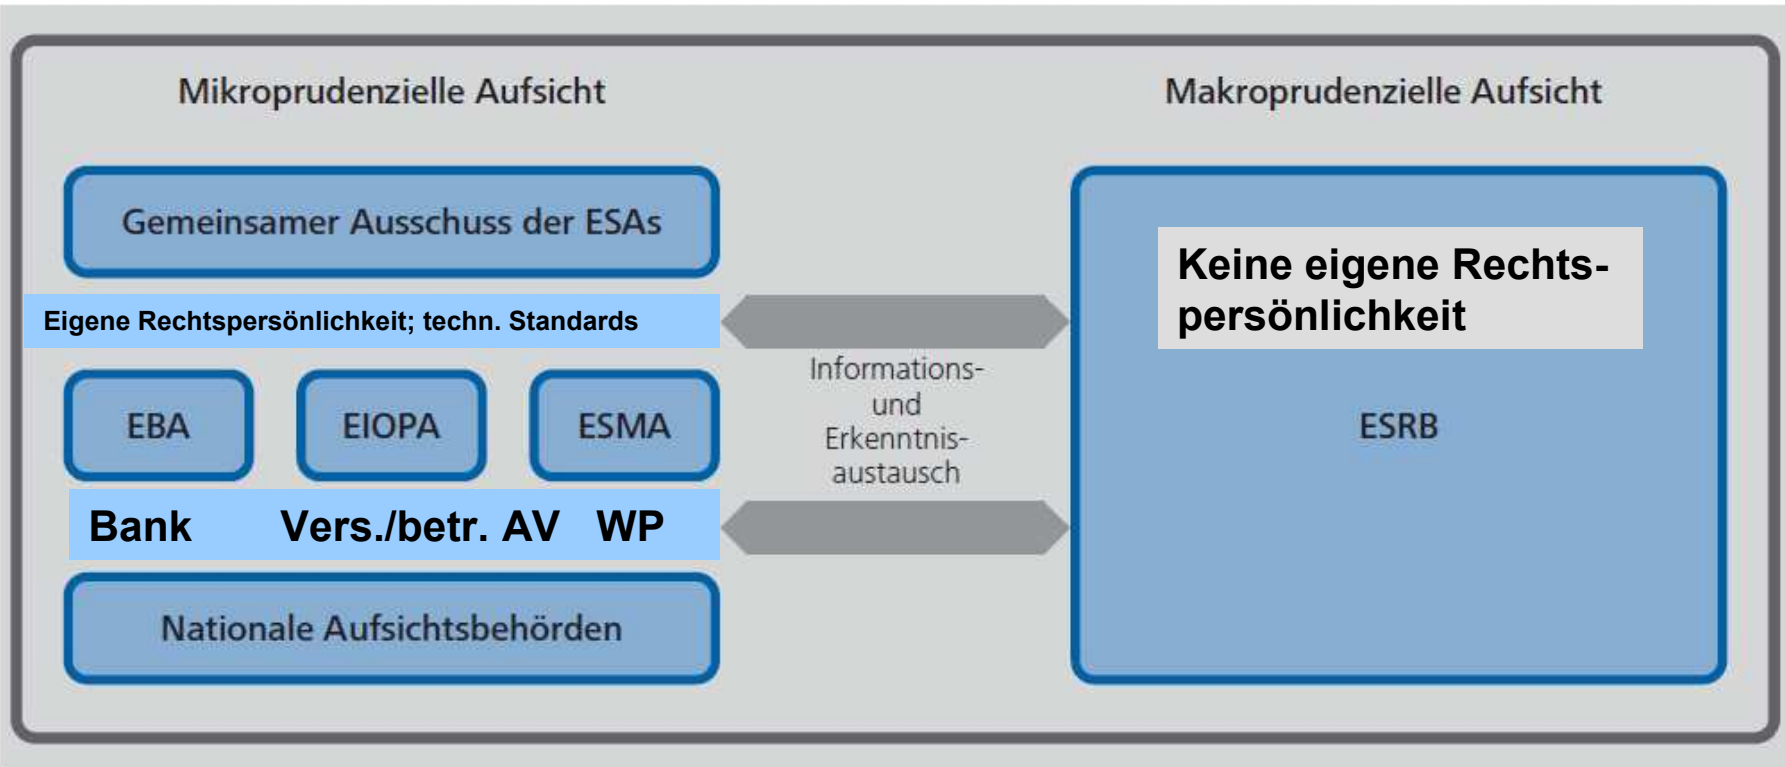 Mikroprudenzielle Aufsicht
Gemeinsamer Ausschuss der ESAs
Eigene Rechtspersönlichkeit; techn. Standards
EBA
EIOPA
ESMA
Bank Vers./betr. AV WP
Nationale Aufsichtsbehörden
Informations-
und
Erkenntnis-
austausch
Makroprudenzielle Aufsicht
Keine eigene Rechts-
persönlichkeit
ESRB